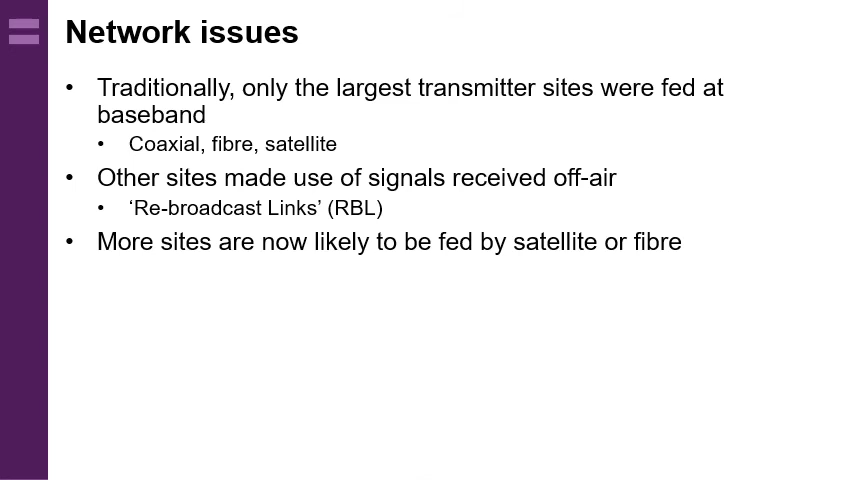 Network issues
• Traditionally, only the largest transmitter sites were fed at
baseband
• Coaxial, fibre, satellite
• Other sites made use of signals received off-air
• ‘Re-broadcast Links’ (RBL)
• More sites are now likely to be fed by satellite or fibre